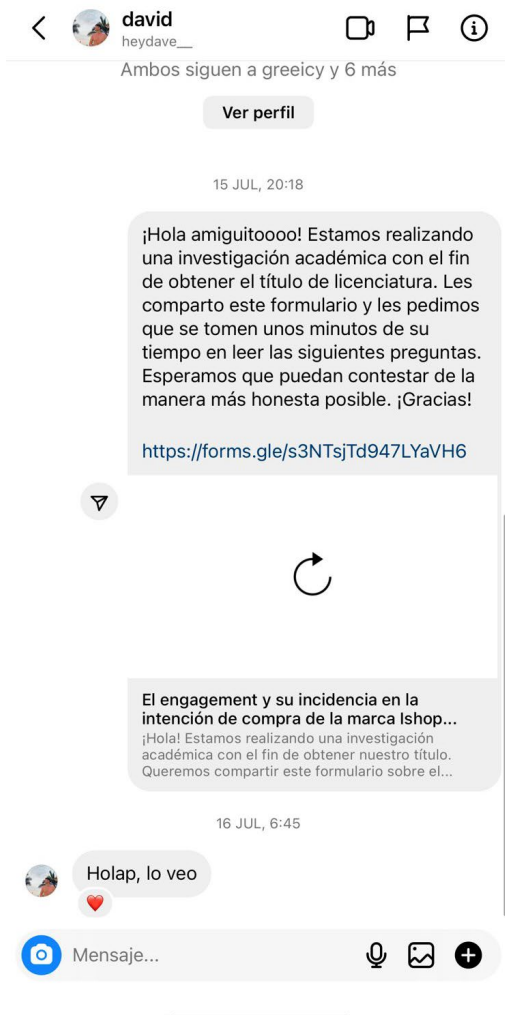 david
heydave__
Ambos siguen a greeicy y 6 más
Ver perfil
15 JUL, 20:18
¡Hola amiguitoooo! Estamos realizando
una investigación académica con el fin
de obtener el título de licenciatura. Les
comparto este formulario y les pedimos
que se tomen unos minutos de su
tiempo en leer las siguientes preguntas.
Esperamos que puedan contestar de la
manera más honesta posible. ¡Gracias!
https://forms.gle/s3NTsjTd947LYaVH6
El engagement y su incidencia en la
intención de compra de la marca Ishop...
¡Hola! Estamos realizando una investigación
académica con el fin de obtener nuestro título.
Queremos compartir este formulario sobre el...
16 JUL, 6:45
Holap, lo veo
Mensaje...